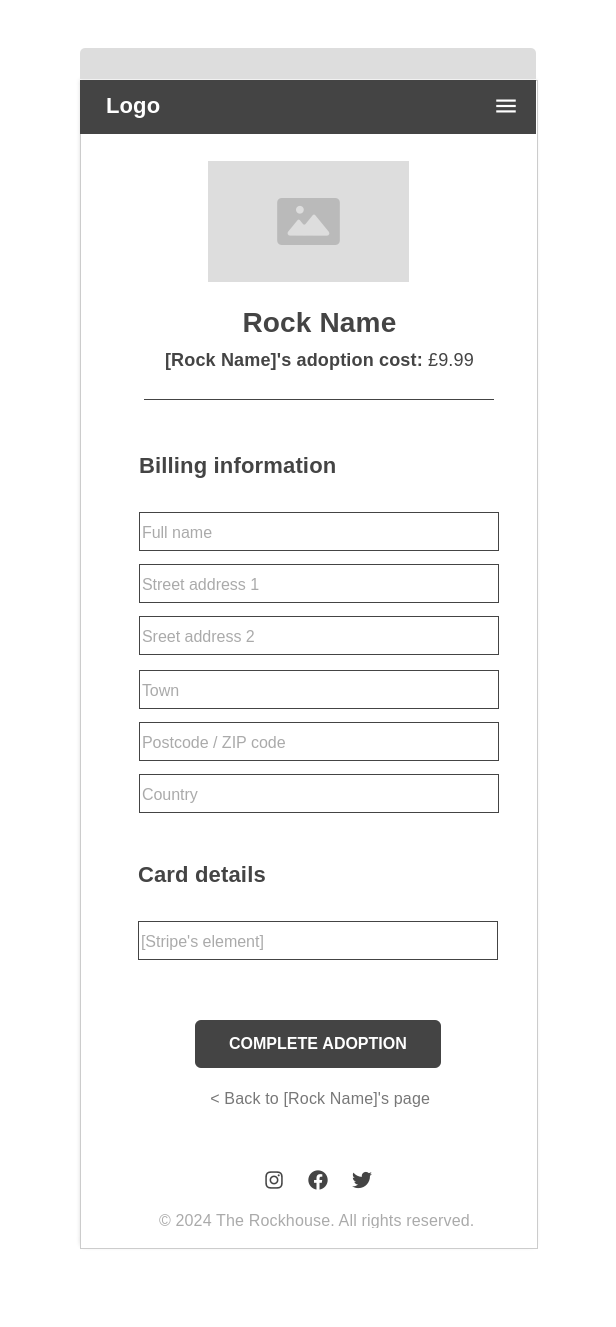 Logo
Rock Name
[Rock Name]'s adoption cost: £9.99
Billing information
Full name
Street address 1
Sreet address 2
Town
Postcode / ZIP code
Country
Card details
[Stripe's element]
COMPLETE ADOPTION
< Back to [Rock Name]'s page
© 2024 The Rockhouse. All rights reserved.